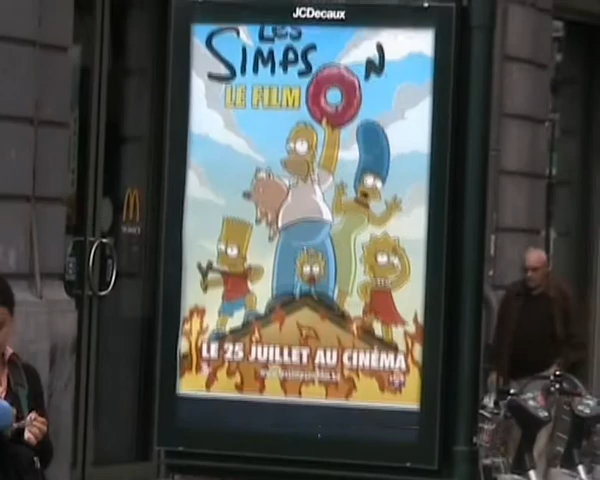 JCDecaux
LES
SIMPSON
LE FILM
LE 25 JUILLET AU CINÉMA